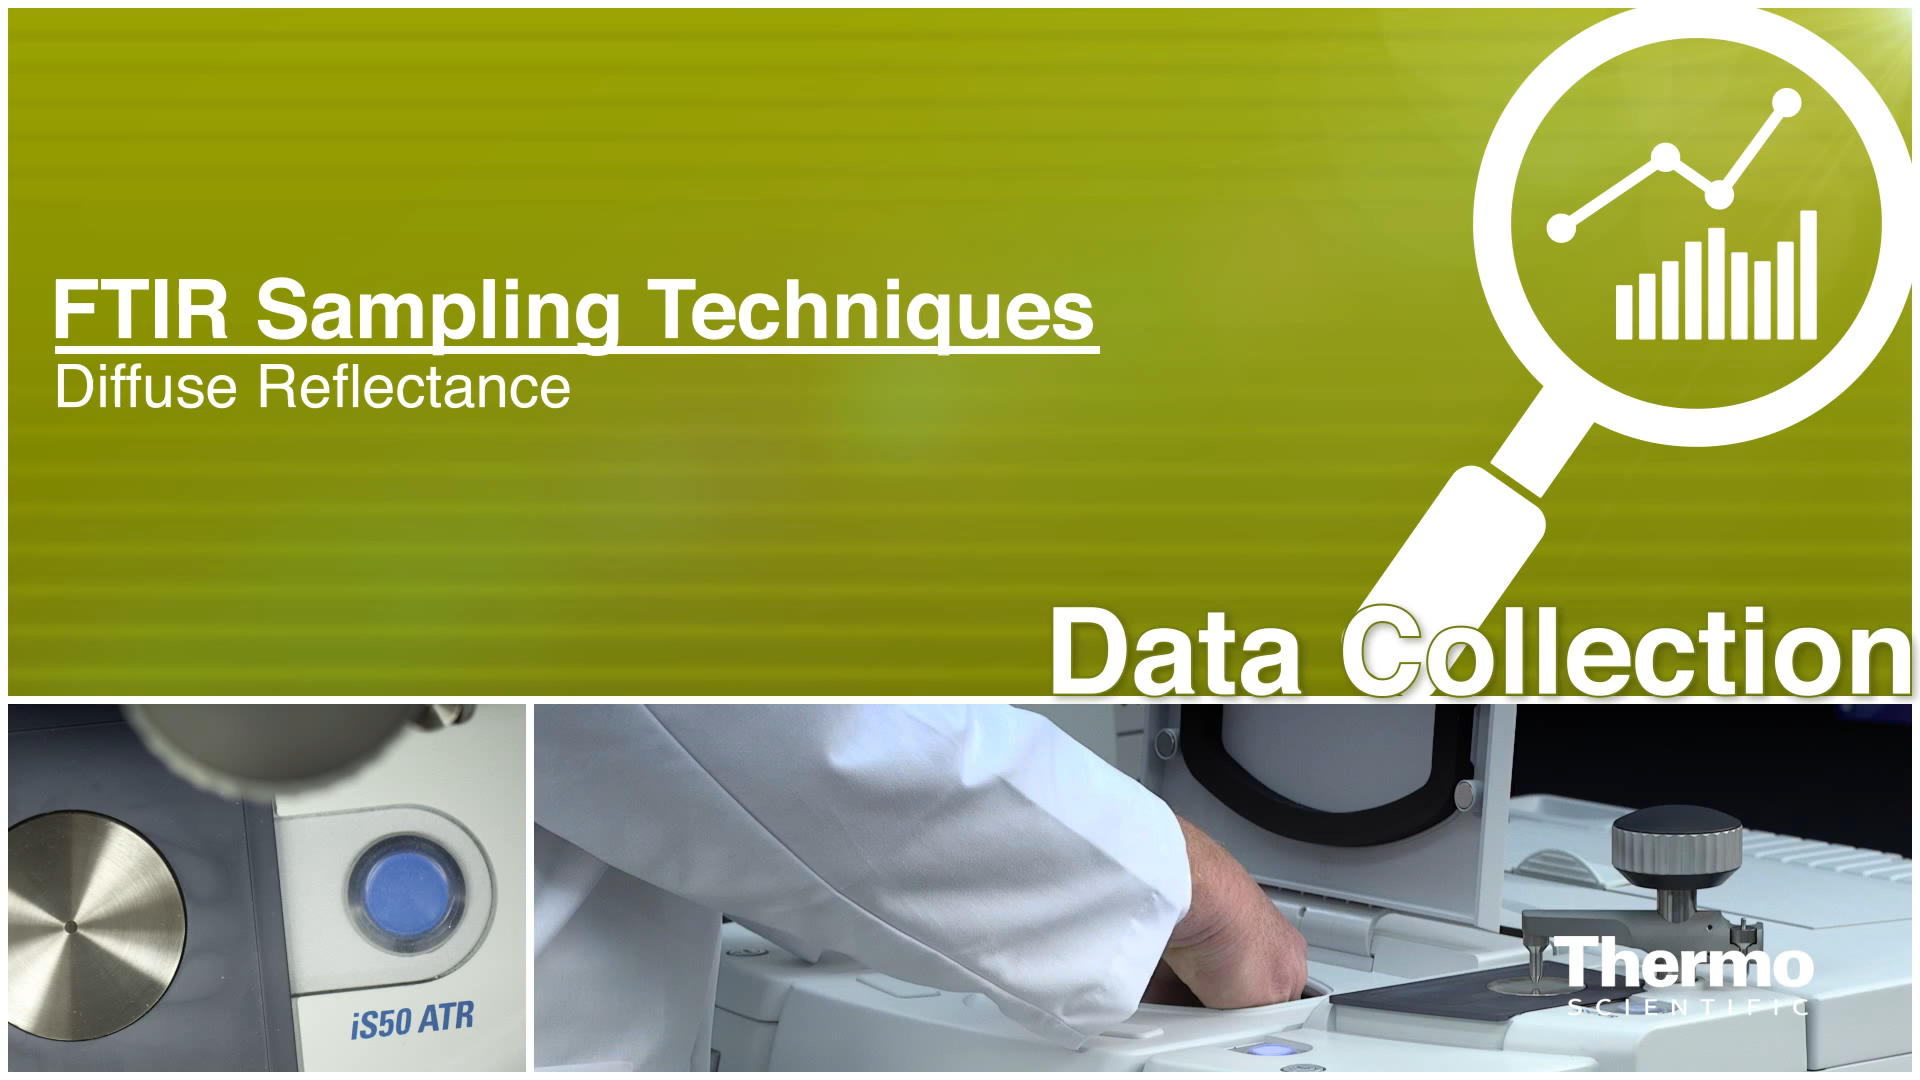 FTIR Sampling Techniques
Diffuse Reflectance
Data Collection
iS50 ATR
Thermo
SCIENTIFIC